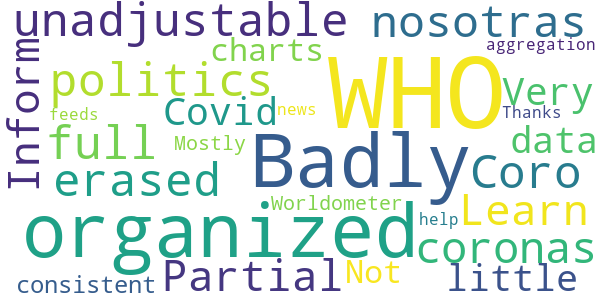 unadjustable nosotras
charts aggregation
Inform politics WHO Very
feeds Covid news Thanks
full Mostly Badly data
erased Coro
Worldometer Learn
organized help
coronas
consistent Partial Not little